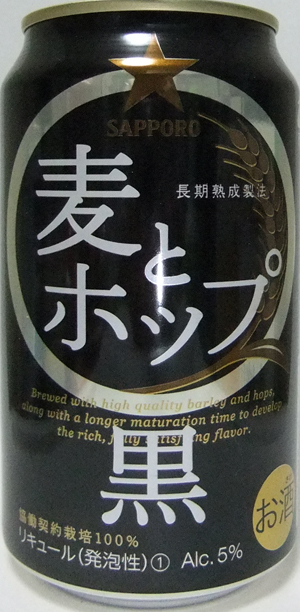 SAPPORO
長期熟成製法
麦と
ホップ
Brewed with high quality barley and hops,
along with a longer maturation time to develop
the rich, fully satisfying flavor.
黒
お酒
協働契約栽培100%
リキュール(発泡性)① Alc.5%